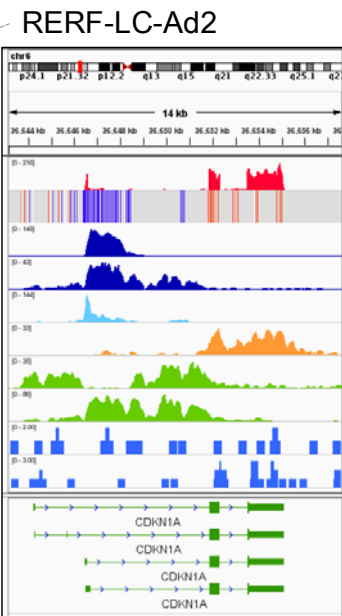 RERF-LC-Ad2
chr6
p24.1 p21.32 p12.2 q13 q15 q21 q22.33 q25.1
14 kb
36,644 kb 36,646 kb 36,648 kb 36,650 kb 36,652 kb 36,654 kb 36,656 kb
[0 - 216]
[0 - 149]
[0 - 43]
[0 - 144]
[0 - 33]
[0 - 35]
[0 - 86]
[0 - 2.00]
[0 - 3.00]
CDKN1A
CDKN1A
CDKN1A
CDKN1A